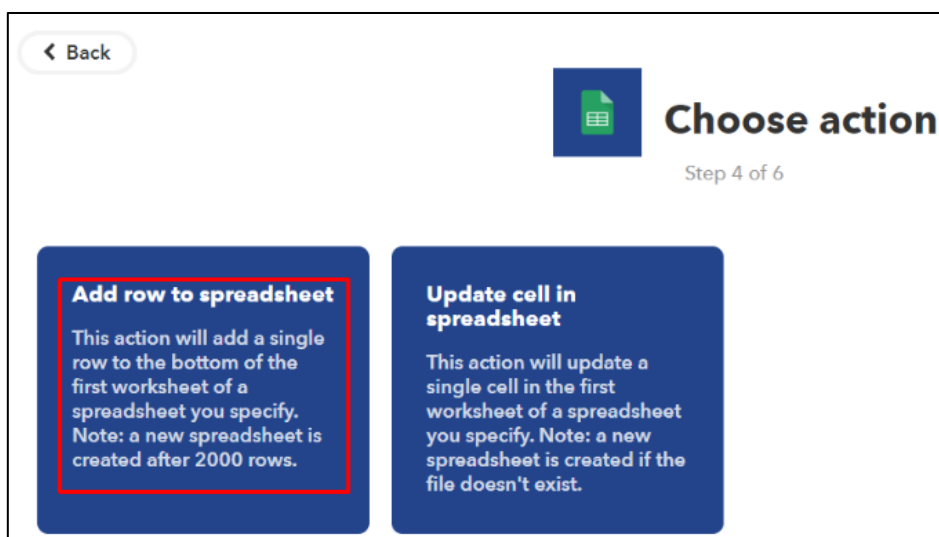 Back
Choose action
Step 4 of 6
Add row to spreadsheet
This action will add a single
row to the bottom of the
first worksheet of a
spreadsheet you specify.
Note: a new spreadsheet is
created after 2000 rows.
Update cell in
spreadsheet
This action will update a
single cell in the first
worksheet of a spreadsheet
you specify. Note: a new
spreadsheet is created if the
file doesn't exist.